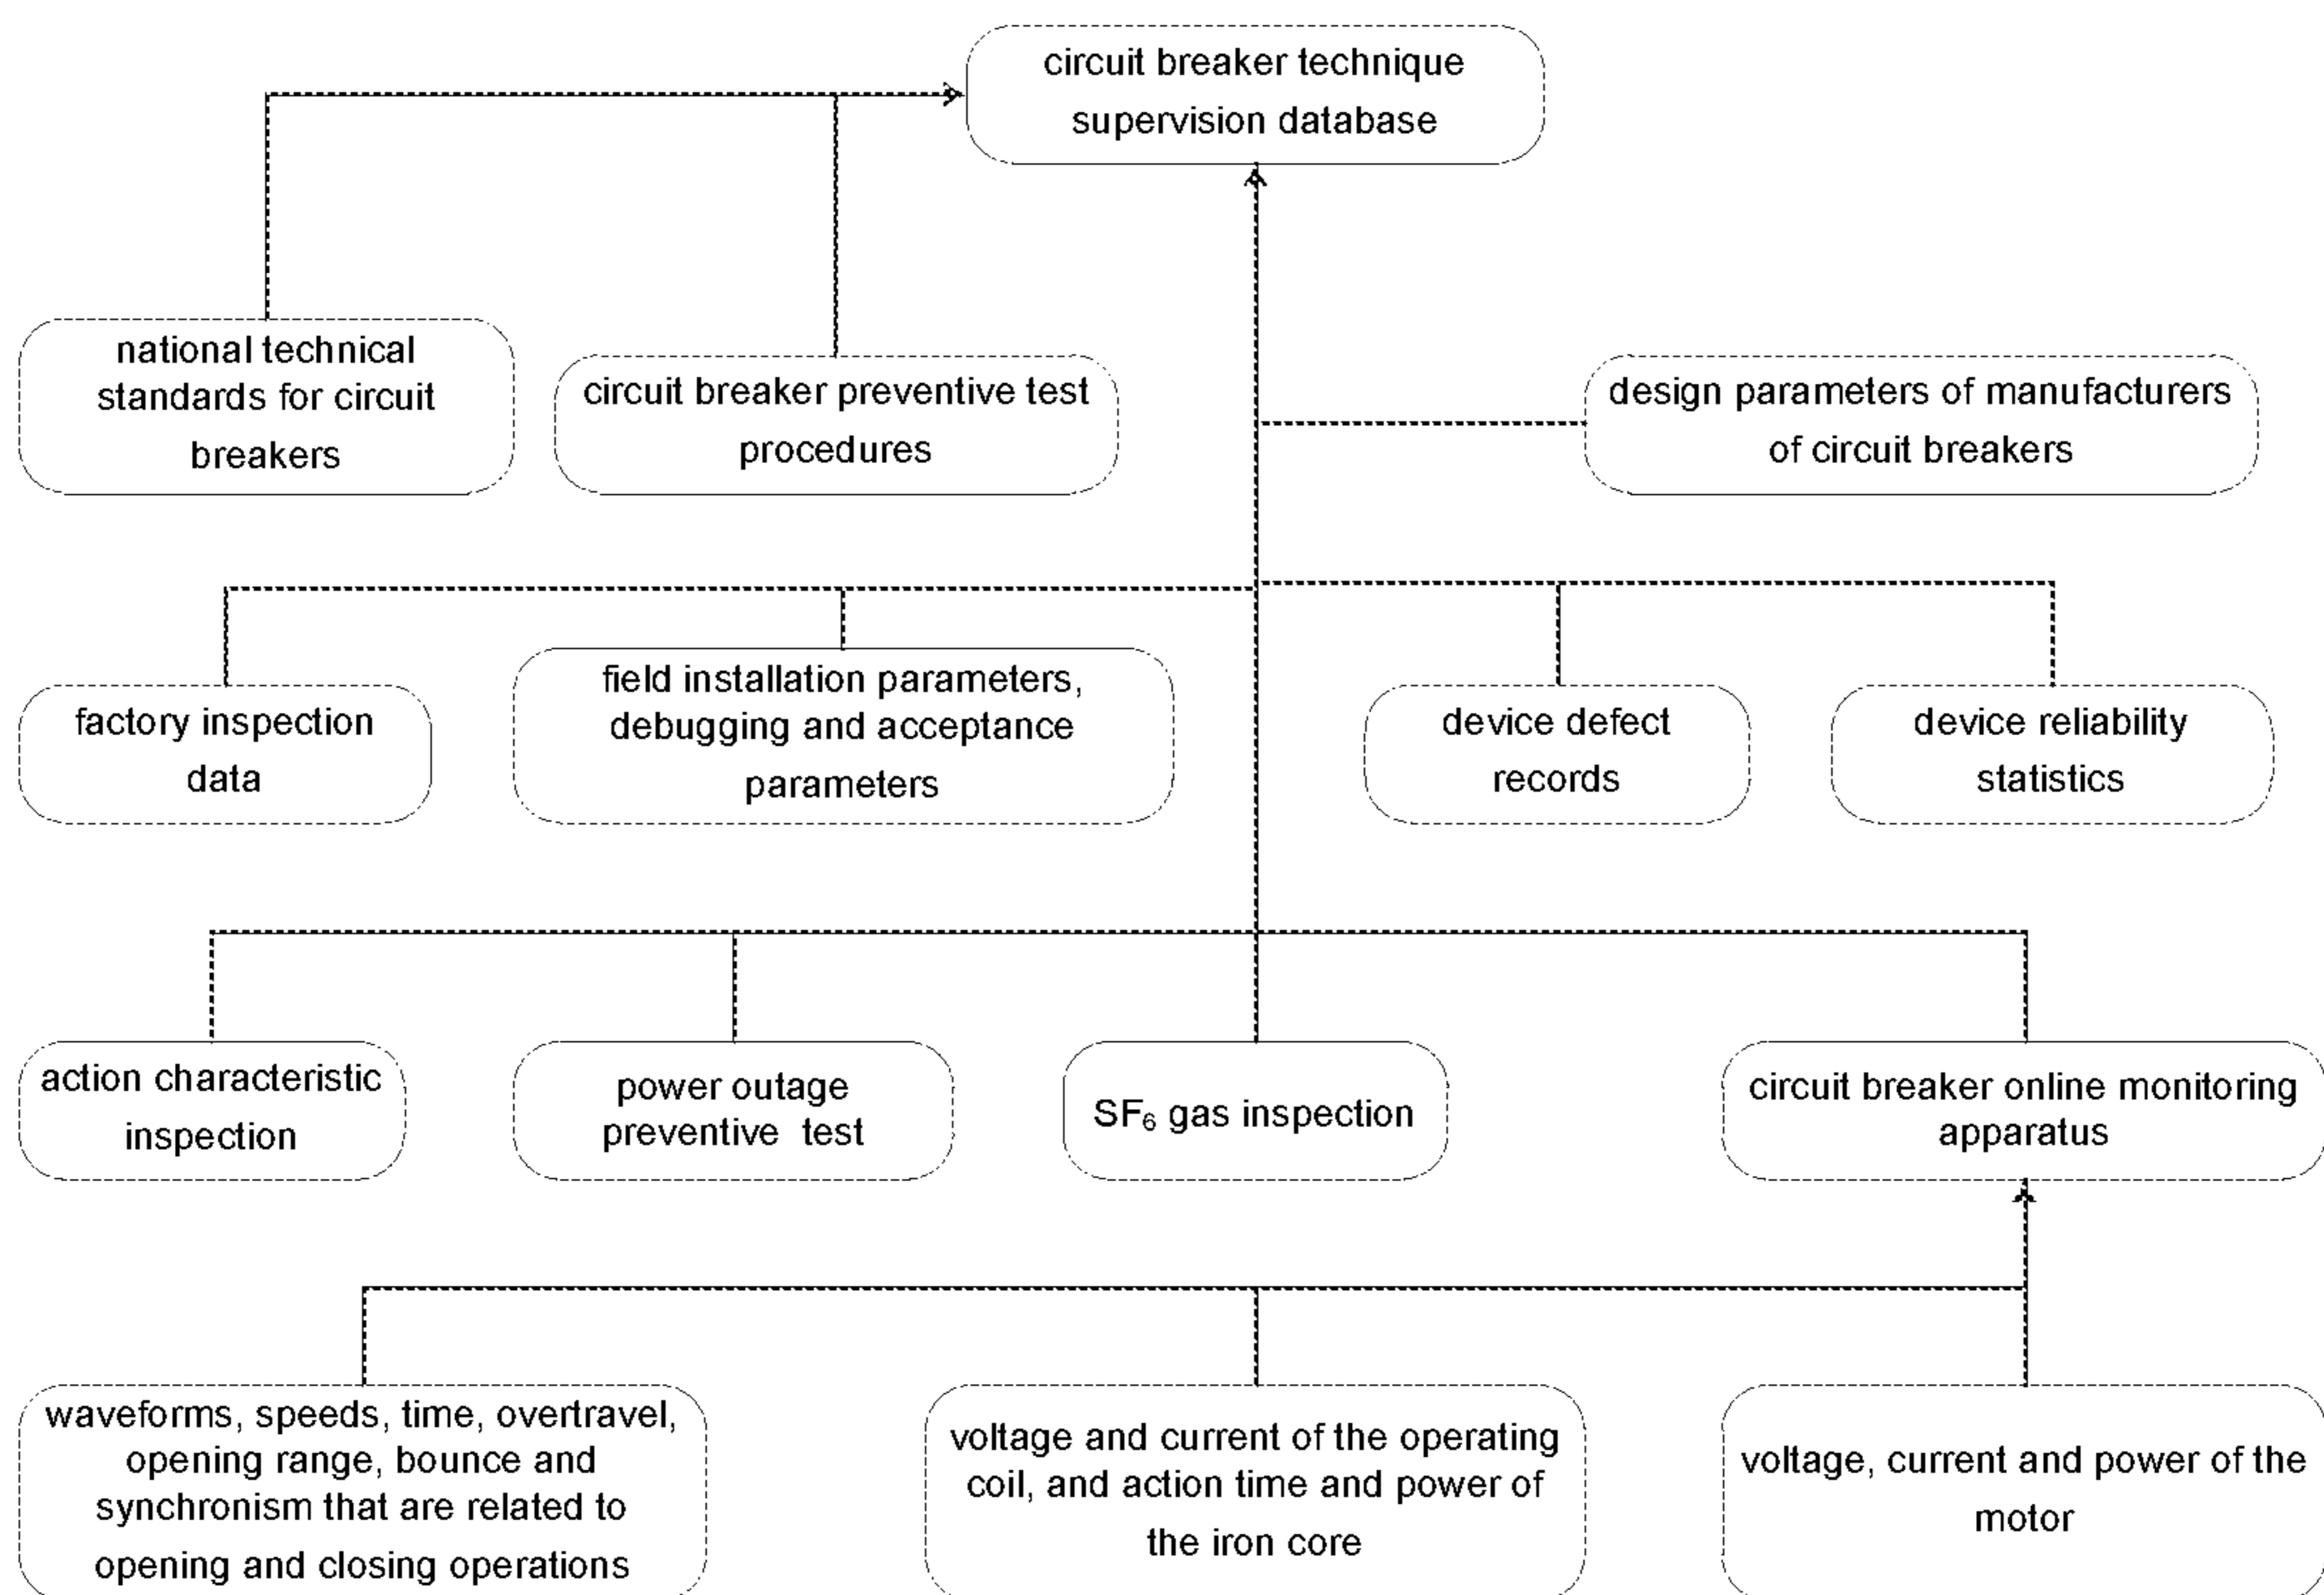 circuit breaker technique
supervision database
national technical
standards for circuit
breakers
circuit breaker preventive test
procedures
design parameters of manufacturers
of circuit breakers
factory inspection
data
field installation parameters,
debugging and acceptance
parameters
device defect
records
device reliability
statistics
action characteristic
inspection
power outage
preventive test
SF₆ gas inspection
circuit breaker online monitoring
apparatus
waveforms, speeds, time, overtravel,
opening range, bounce and
synchronism that are related to
opening and closing operations
voltage and current of the operating
coil, and action time and power of
the iron core
voltage, current and power of the
motor